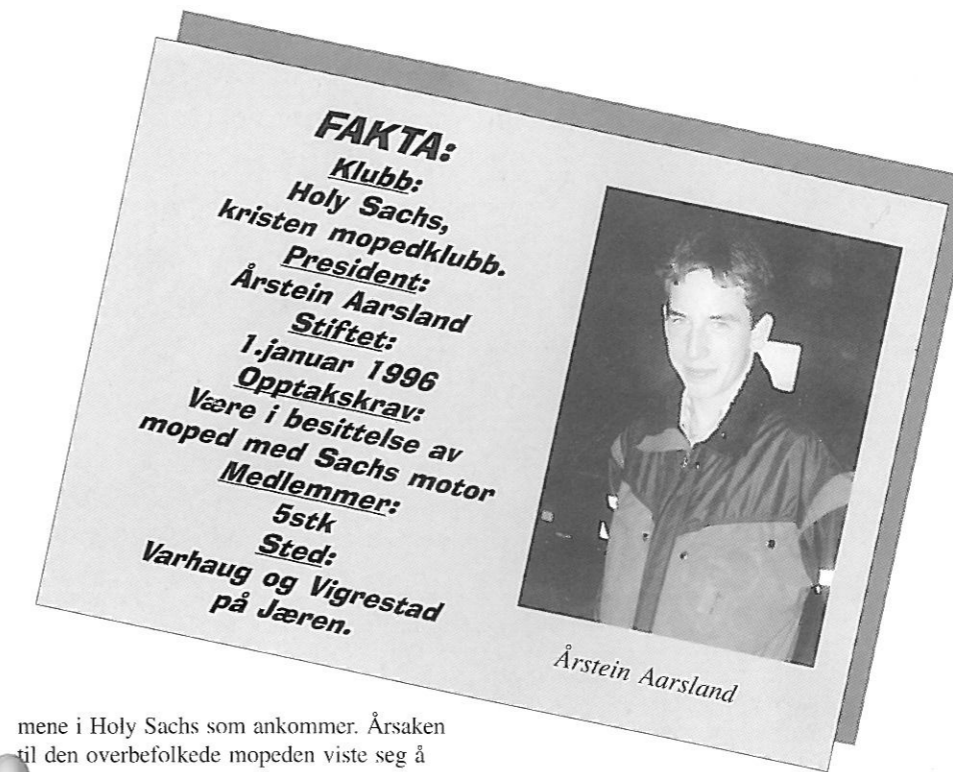 FAKTA:
Klubb:
Holy Sachs,
kristen mopedklubb.
President:
Årstein Aarsland
Stiftet:
1.januar 1996
Opptakskrav:
Være i besittelse av
moped med Sachs motor
Medlemmer:
5stk
Sted:
Varhaug og Vigrestad
på Jæren.
Årstein Aarsland
mene i Holy Sachs som ankommer. Årsaken
til den overbefolkede mopeden viste seg å